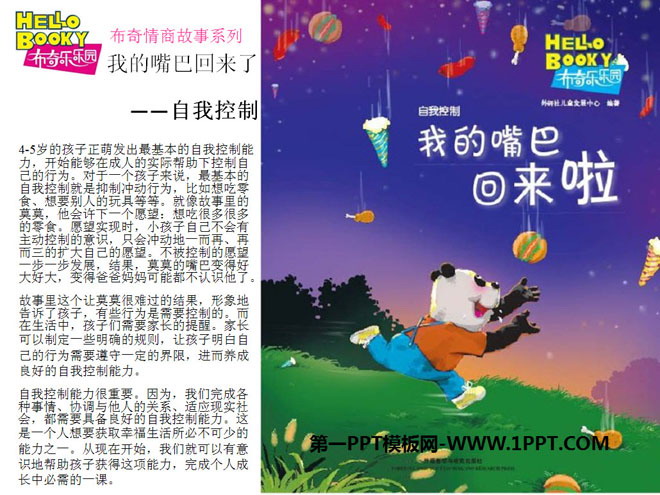 HELLO
BOOKY
布奇乐乐园
布奇情商故事系列
我的嘴巴回来了
——自我控制
4-5岁的孩子正萌发出最基本的自我控制能
力，开始能够在成人的实际帮助下控制自
己的行为。对于一个孩子来说，最基本的
自我控制就是抑制冲动行为，比如想吃零
食、想要别人的玩具等等。就像故事里的
莫莫，他会许下一个愿望：想吃很多很多
的零食。愿望实现时，小孩子自己不会有
主动控制的意识，只会冲动地一而再、再
而三的扩大自己的愿望。不被控制的愿望
一步一步发展，结果，莫莫的嘴巴变得好
大好大，变得爸爸妈妈可能都不认识他了。
故事里这个让莫莫很难过的结果，形象地
告诉了孩子，有些行为是需要控制的。而
在生活中，孩子们需要家长的提醒。家长
可以制定一些明确的规则，让孩子明白自
己的行为需要遵守一定的界限，进而养成
良好的自我控制能力。
自我控制能力很重要。因为，我们完成各
种事情、协调与他人的关系、适应现实社
会，都需要具备良好的自我控制能力。这
是一个人想要获取幸福生活所必不可少的
能力之一。从现在开始，我们就可以有意
识地帮助孩子获得这项能力，完成个人成
长中必需的一课。
HELLO
BOOKY
布奇乐乐园
外研社儿童发展中心 编著
自我控制
我的嘴巴
回来啦
第一PPT模板网-WWW.1PPT.COM